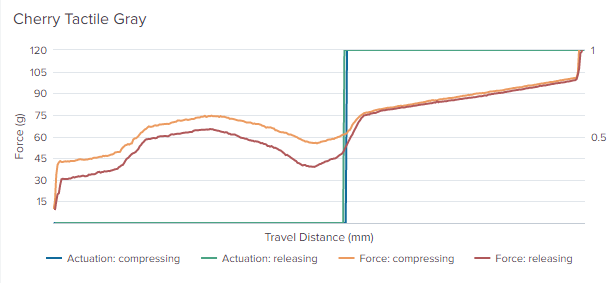 Cherry Tactile Gray
120
105
90
75
60
45
30
15
Force (g)
1
0.5
Travel Distance (mm)
Actuation: compressing Actuation: releasing Force: compressing Force: releasing